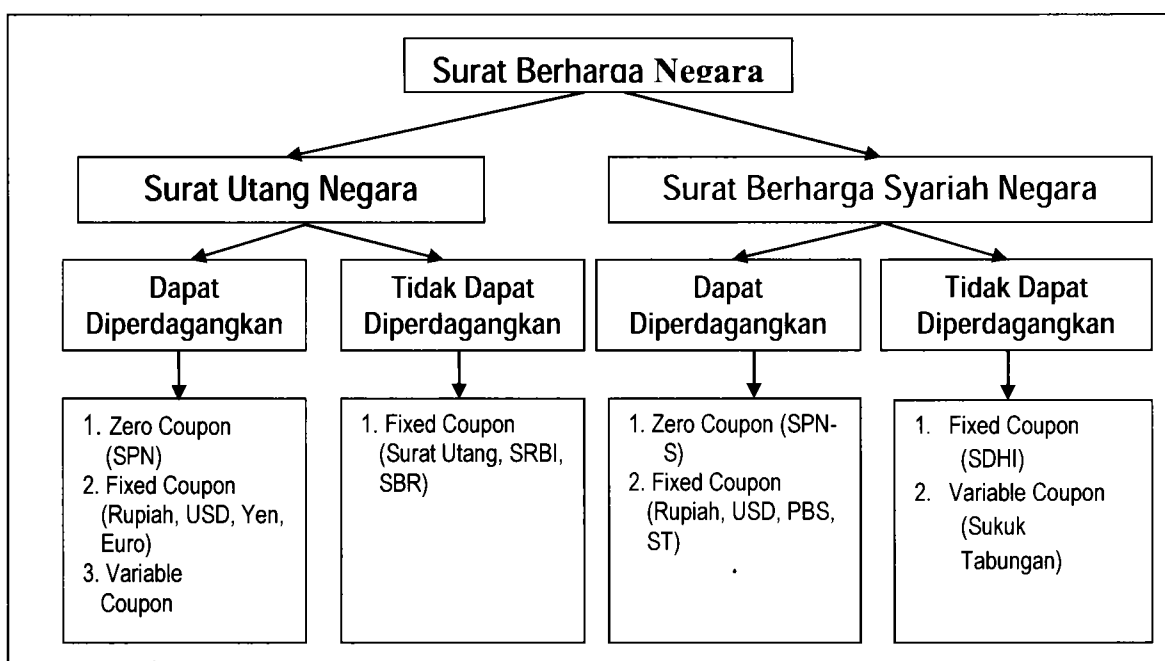 Surat Berharga Negara
Surat Utang Negara
Surat Berharga Syariah Negara
Dapat
Diperdagangkan
Tidak Dapat
Diperdagangkan
Dapat
Diperdagangkan
Tidak Dapat
Diperdagangkan
1. Zero Coupon
(SPN)
2. Fixed Coupon
(Rupiah, USD, Yen,
Euro)
3. Variable
Coupon
1. Fixed Coupon
(Surat Utang, SRBI,
SBR)
1. Zero Coupon (SPN-
S)
2. Fixed Coupon
(Rupiah, USD, PBS,
ST)
1. Fixed Coupon
(SDHI)
2. Variable Coupon
(Sukuk
Tabungan)